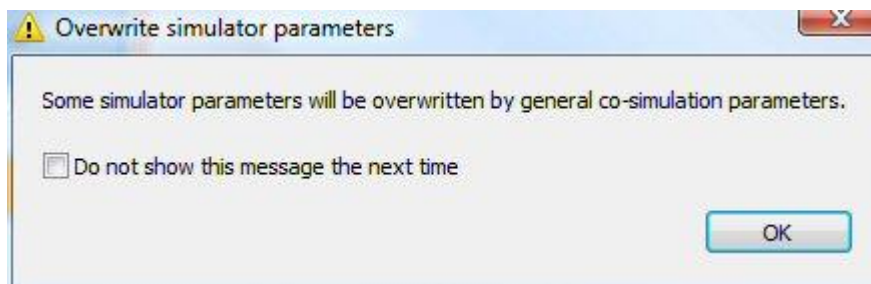 Overwrite simulator parameters
Some simulator parameters will be overwritten by general co-simulation parameters.
Do not show this message the next time
OK